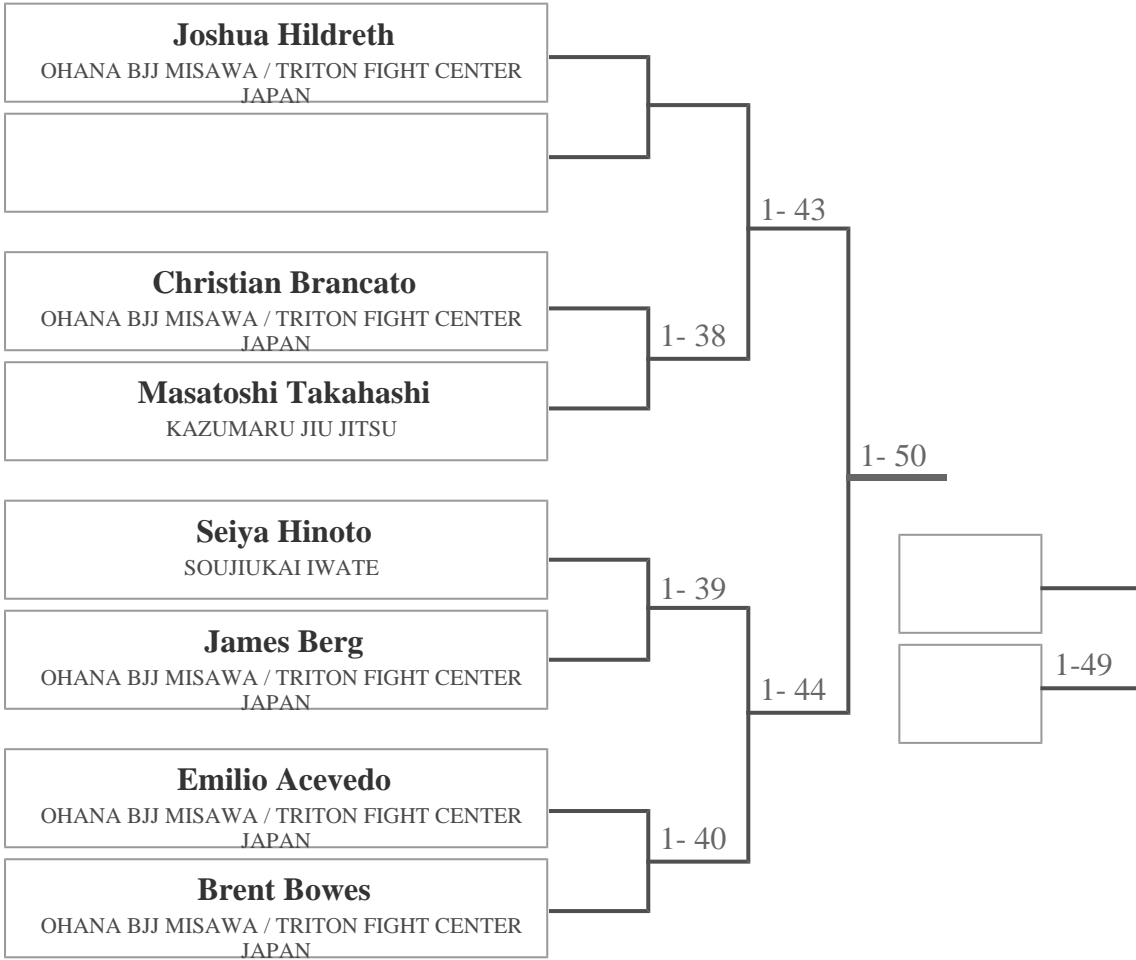 Joshua Hildreth
OHANA BJJ MISAWA / TRITON FIGHT CENTER
JAPAN
1- 43
Christian Brancato
OHANA BJJ MISAWA / TRITON FIGHT CENTER
JAPAN
1- 38
Masatoshi Takahashi
KAZUMARU JIU JITSU
1- 50
Seiya Hinoto
SOUJIUKAI IWATE
1- 39
James Berg
OHANA BJJ MISAWA / TRITON FIGHT CENTER
JAPAN
1- 44
1-49
Emilio Acevedo
OHANA BJJ MISAWA / TRITON FIGHT CENTER
JAPAN
1- 40
Brent Bowes
OHANA BJJ MISAWA / TRITON FIGHT CENTER
JAPAN